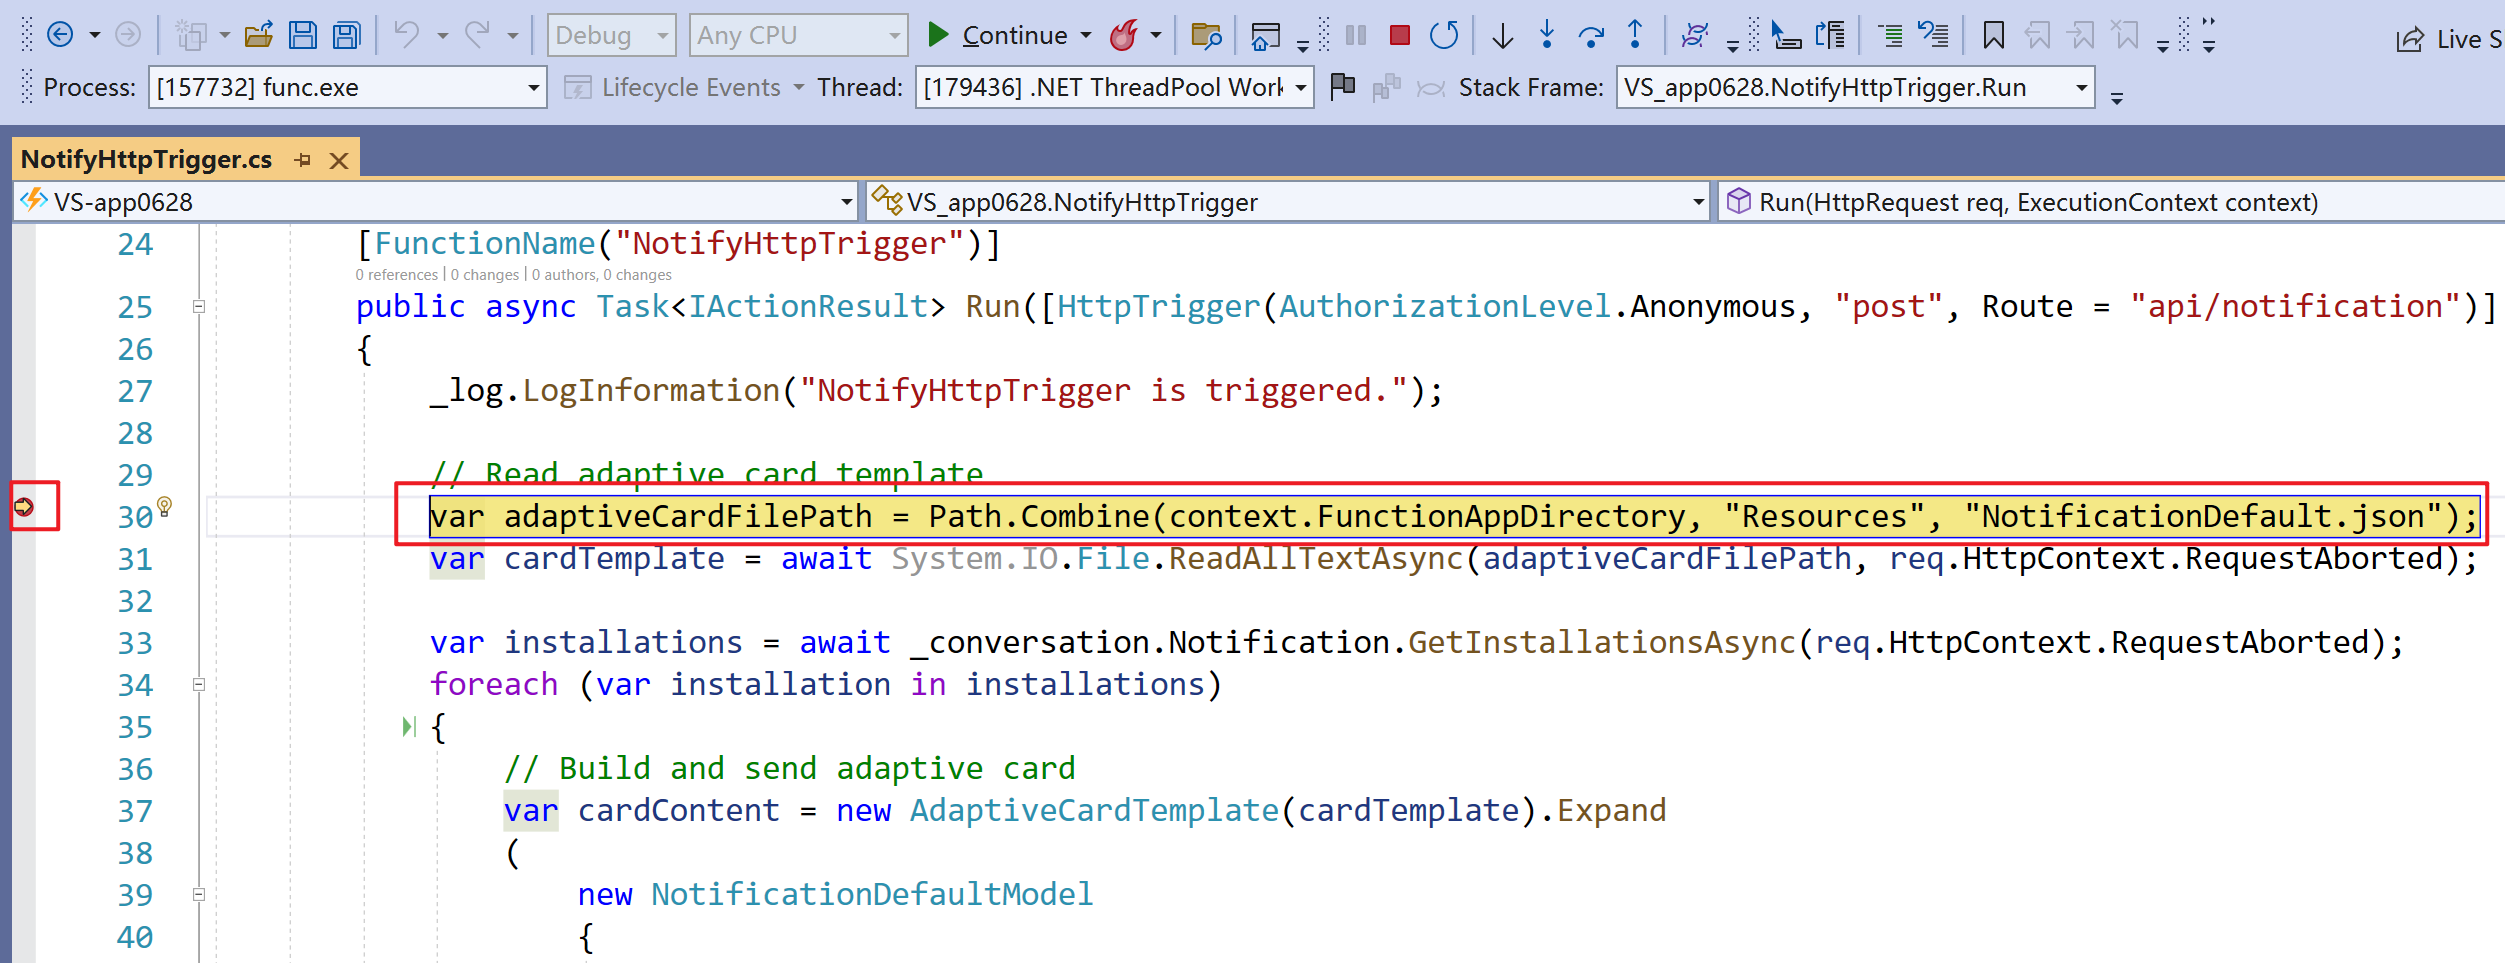 Debug Any CPU Continue Live S
Process: [157732] func.exe Lifecycle Events Thread: [179436] .NET ThreadPool Work Stack Frame: VS_app0628.NotifyHttpTrigger.Run
NotifyHttpTrigger.cs
VS-app0628 VS_app0628.NotifyHttpTrigger Run(HttpRequest req, ExecutionContext context)
24 [FunctionName("NotifyHttpTrigger")]
0 references | 0 changes | 0 authors, 0 changes
25 public async Task<IActionResult> Run([HttpTrigger(AuthorizationLevel.Anonymous, "post", Route = "api/notification")]
26 {
27 _log.LogInformation("NotifyHttpTrigger is triggered.");
28
29 // Read adaptive card template
30 var adaptiveCardFilePath = Path.Combine(context.FunctionAppDirectory, "Resources", "NotificationDefault.json");
31 var cardTemplate = await System.IO.File.ReadAllTextAsync(adaptiveCardFilePath, req.HttpContext.RequestAborted);
32
33 var installations = await _conversation.Notification.GetInstallationsAsync(req.HttpContext.RequestAborted);
34 foreach (var installation in installations)
35 {
36 // Build and send adaptive card
37 var cardContent = new AdaptiveCardTemplate(cardTemplate).Expand
38 (
39 new NotificationDefaultModel
40 {